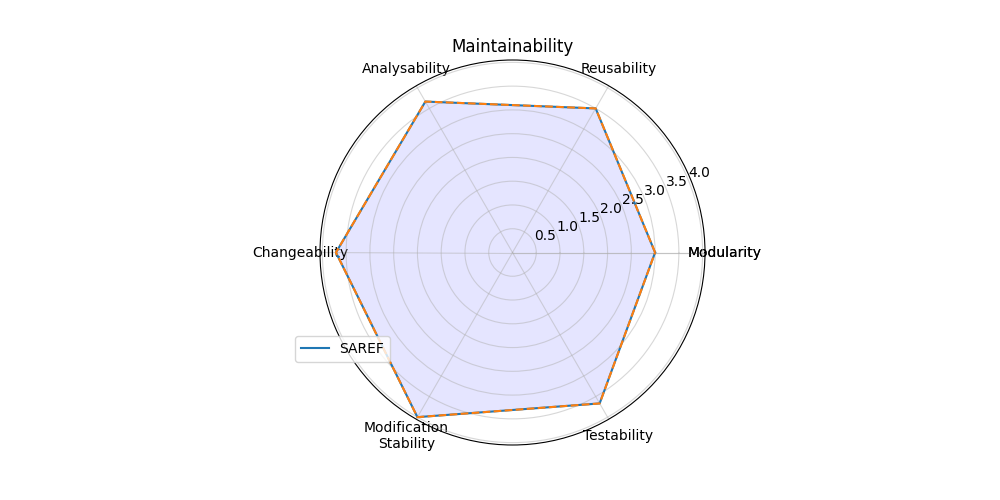 Maintainability
Analysability
Reusability
4.0
3.5
3.0
2.5
2.0
1.5
1.0
0.5
Changeability
Modularity
SAREF
Modification
Stability
Testability